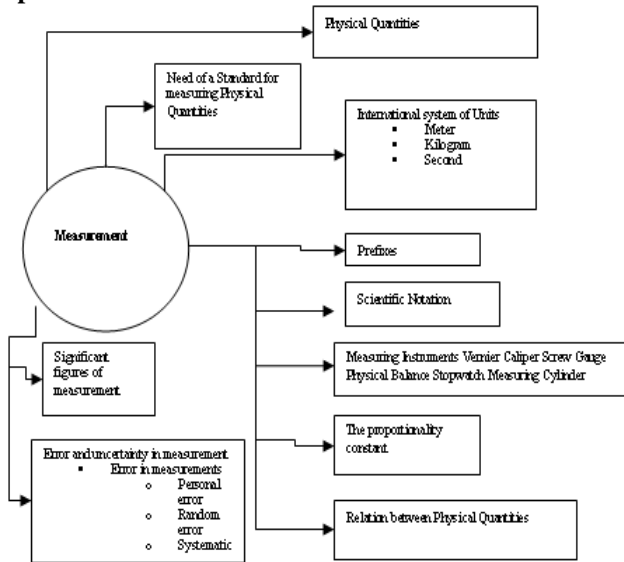 Physical Quantities
Need of a Standard for
measuring Physical
Quantities
International system of Units
▪ Meter
▪ Kilogram
▪ Second
Measurement
Prefixes
Scientific Notation
Significant
figures of
measurement
Measuring Instruments Vernier Caliper Screw Gauge
Physical Balance Stopwatch Measuring Cylinder
The proportionality
constant
Error and uncertainty in measurement
▪ Error in measurements
o Personal
error
o Random
error
o Systematic
Relation between Physical Quantities